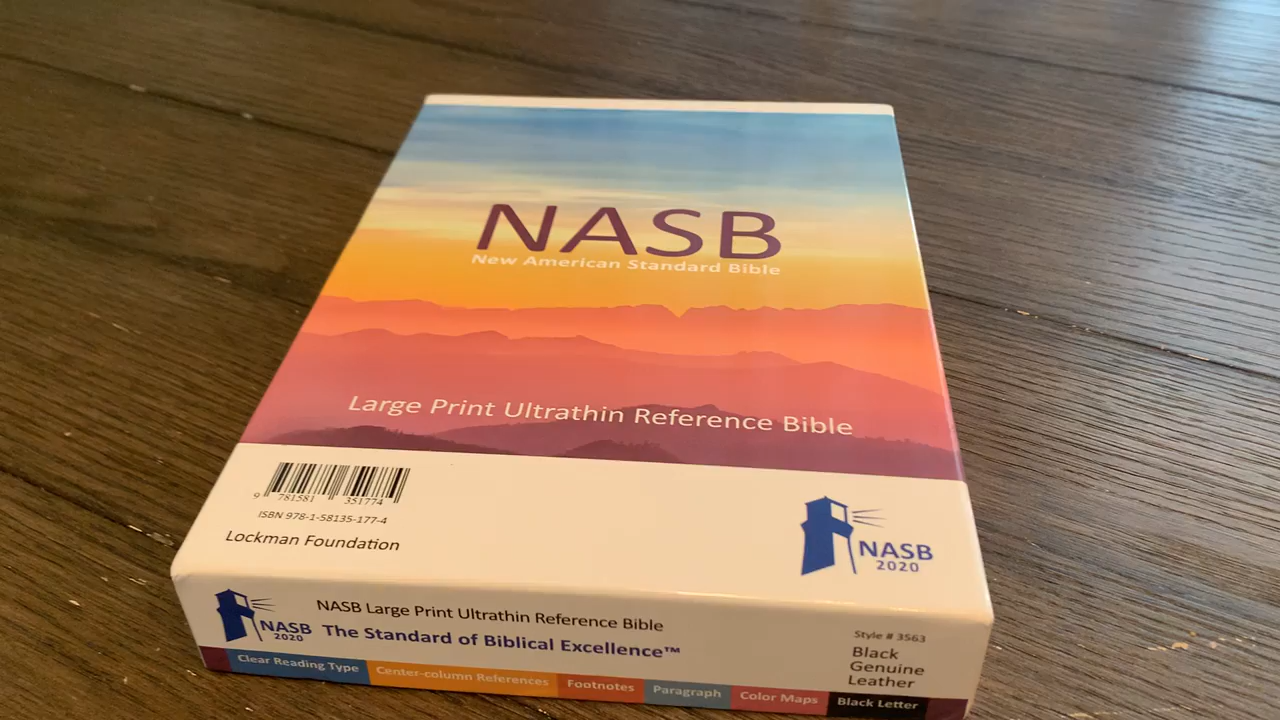 NASB
New American Standard Bible
Large Print Ultrathin Reference Bible
9 781581 351774
ISBN 978-1-58135-177-4
Lockman Foundation
NASB
2020
NASB
2020
NASB Large Print Ultrathin Reference Bible
The Standard of Biblical Excellence™
Style # 3563
Black
Genuine
Leather
Clear Reading Type
Center-column References
Footnotes
Paragraph
Color Maps
Black Letter